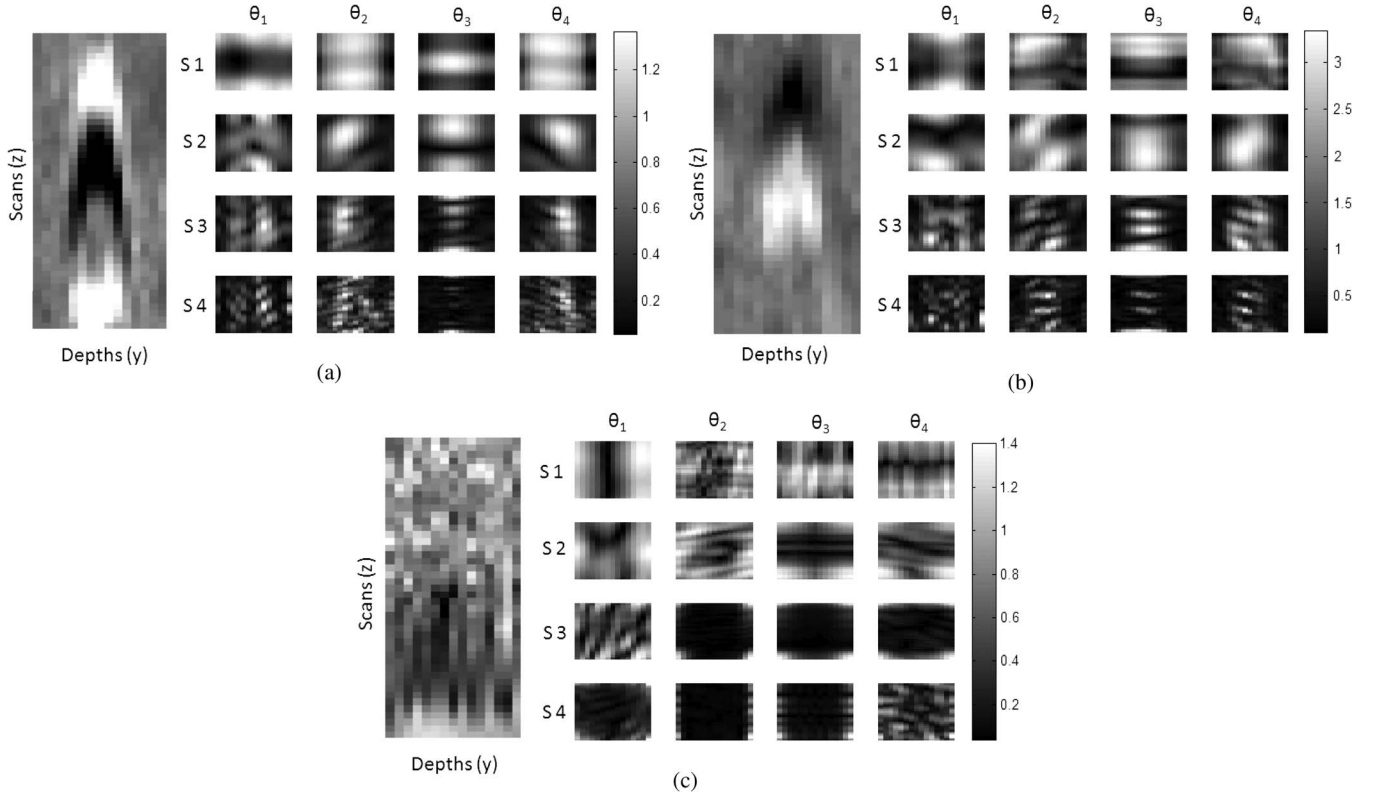 (a)
θ1 θ2 θ3 θ4
S 1
S 2
S 3
S 4
Scans (z)
Depths (y)
1.2
1
0.8
0.6
0.4
0.2
(b)
θ1 θ2 θ3 θ4
S 1
S 2
S 3
S 4
Scans (z)
Depths (y)
3
2.5
2
1.5
1
0.5
θ1 θ2 θ3 θ4
S 1
S 2
S 3
S 4
Scans (z)
Depths (y)
1.4
1.2
1
0.8
0.6
0.4
0.2
(c)